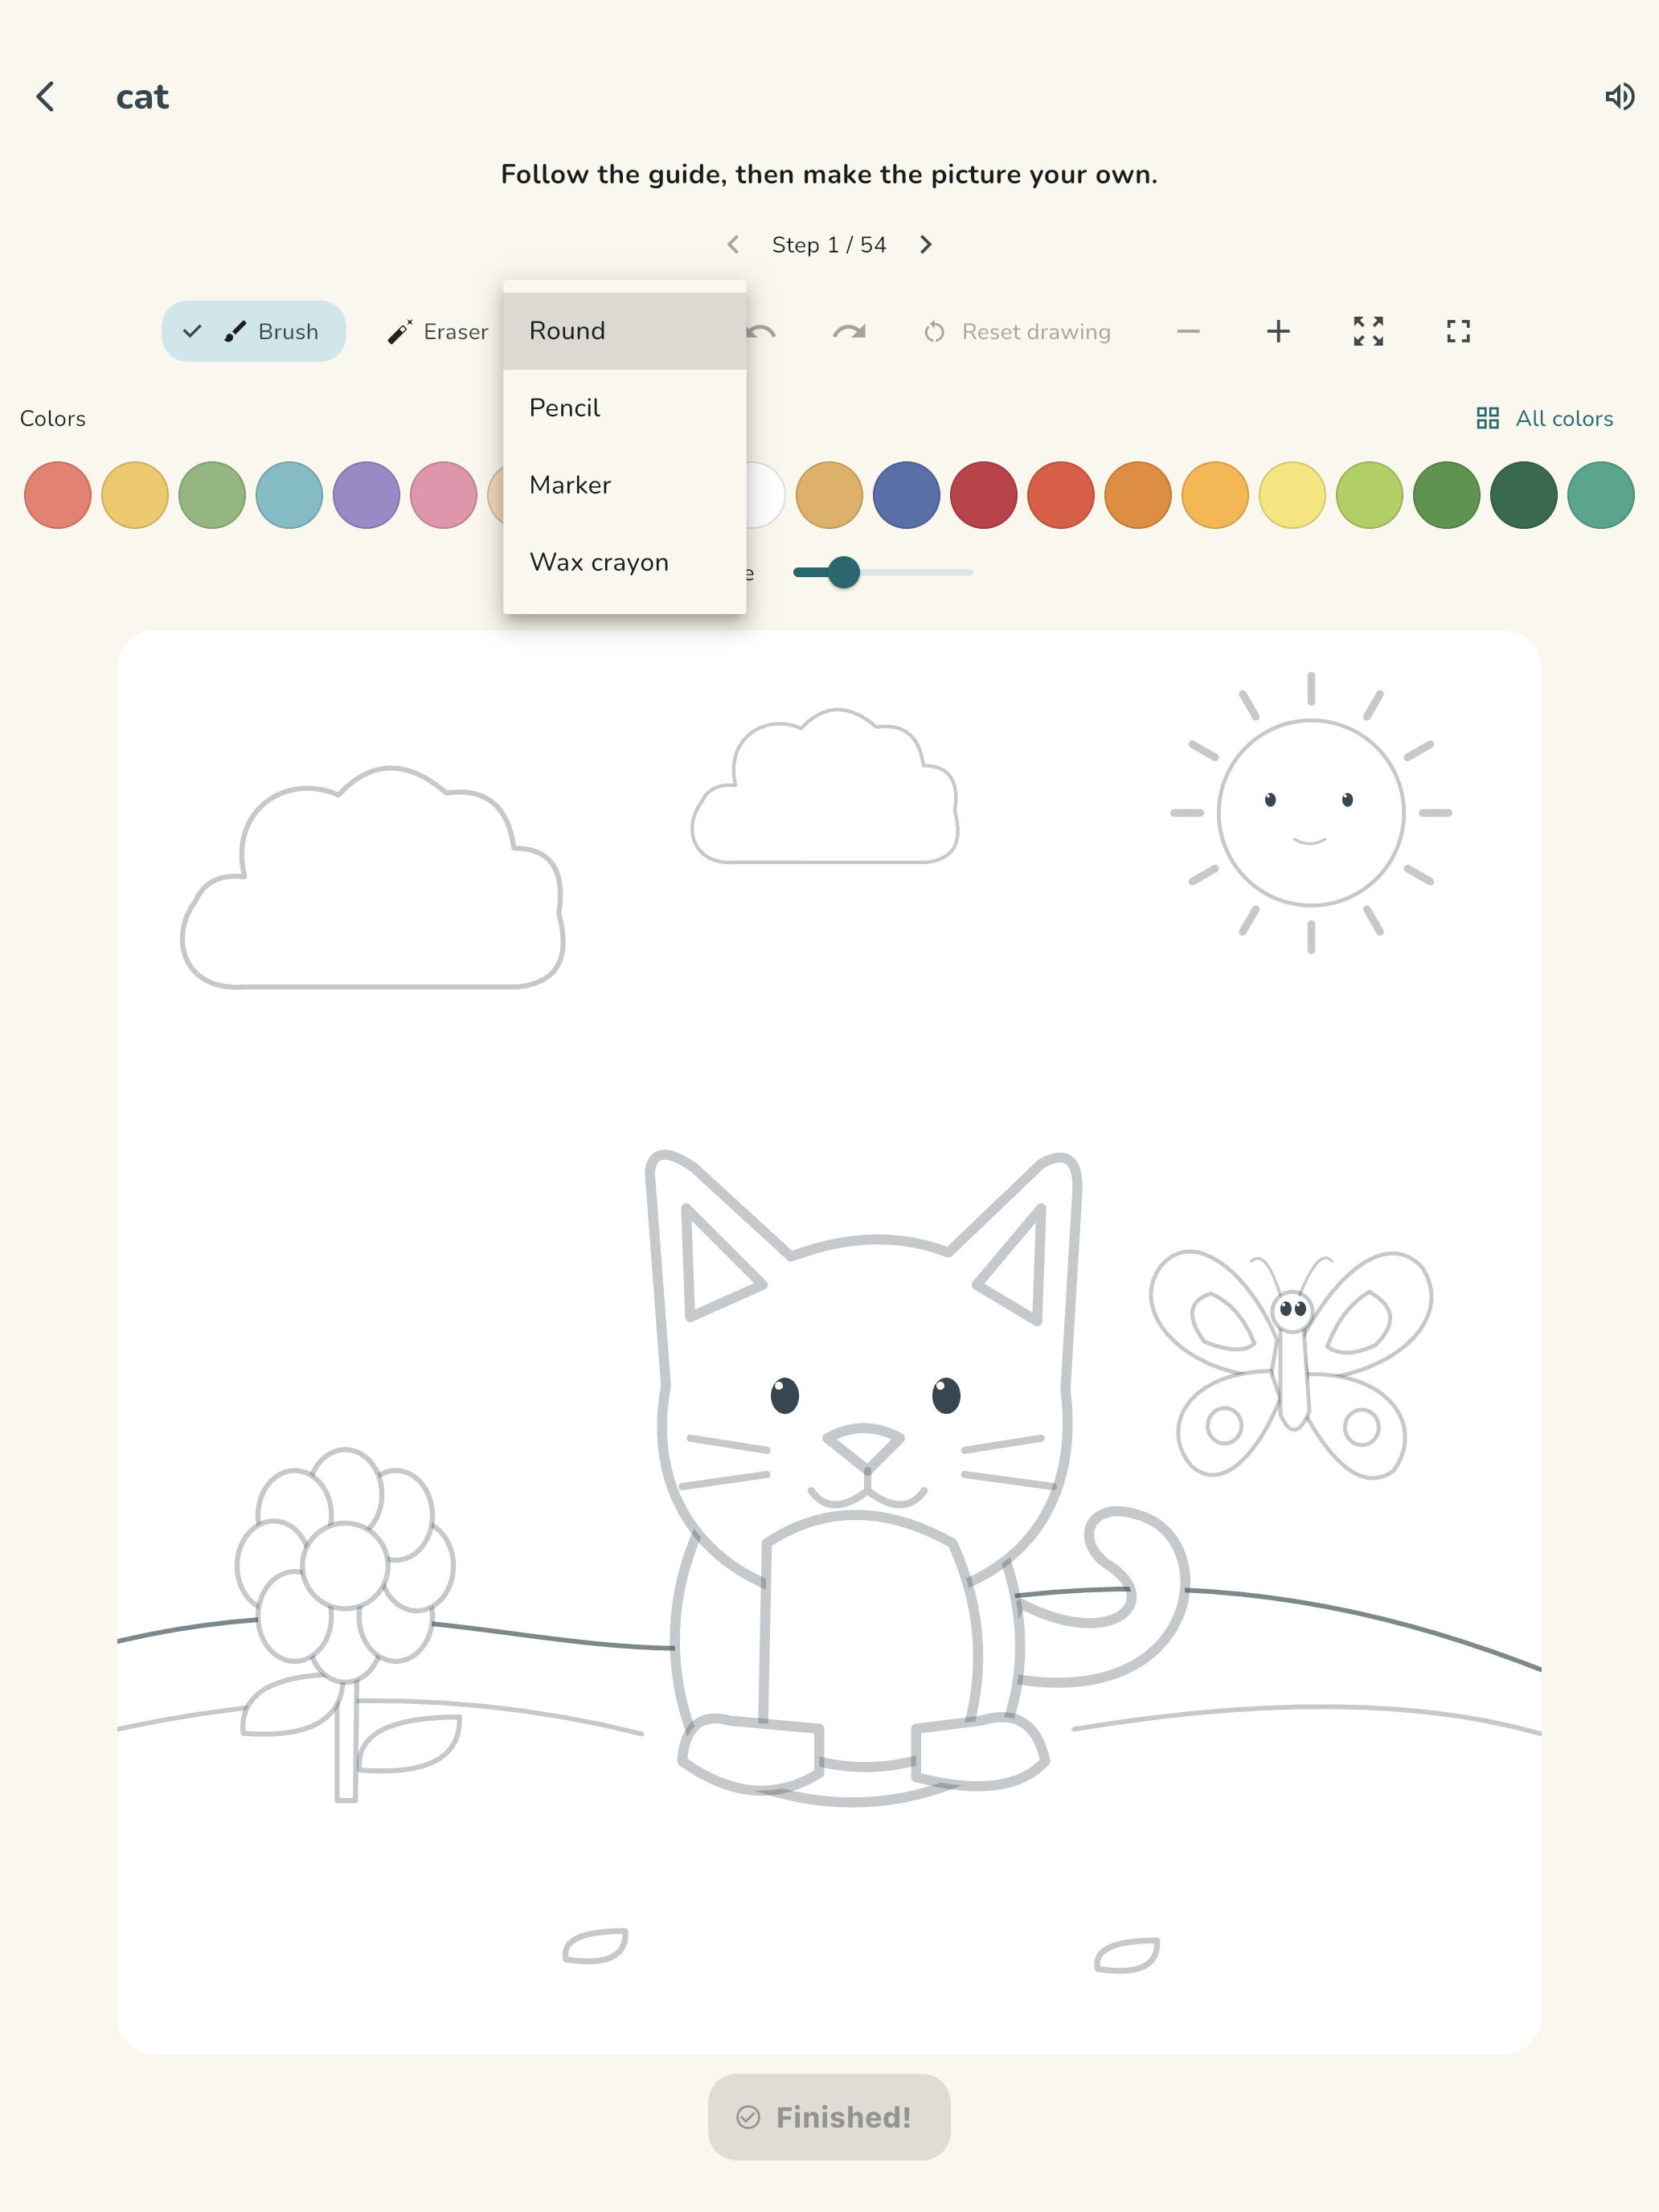 cat
Follow the guide, then make the picture your own.
Step 1 / 54
Brush
Eraser
Round
Reset drawing
Pencil
Colors
All colors
Marker
Wax crayon
Finished!